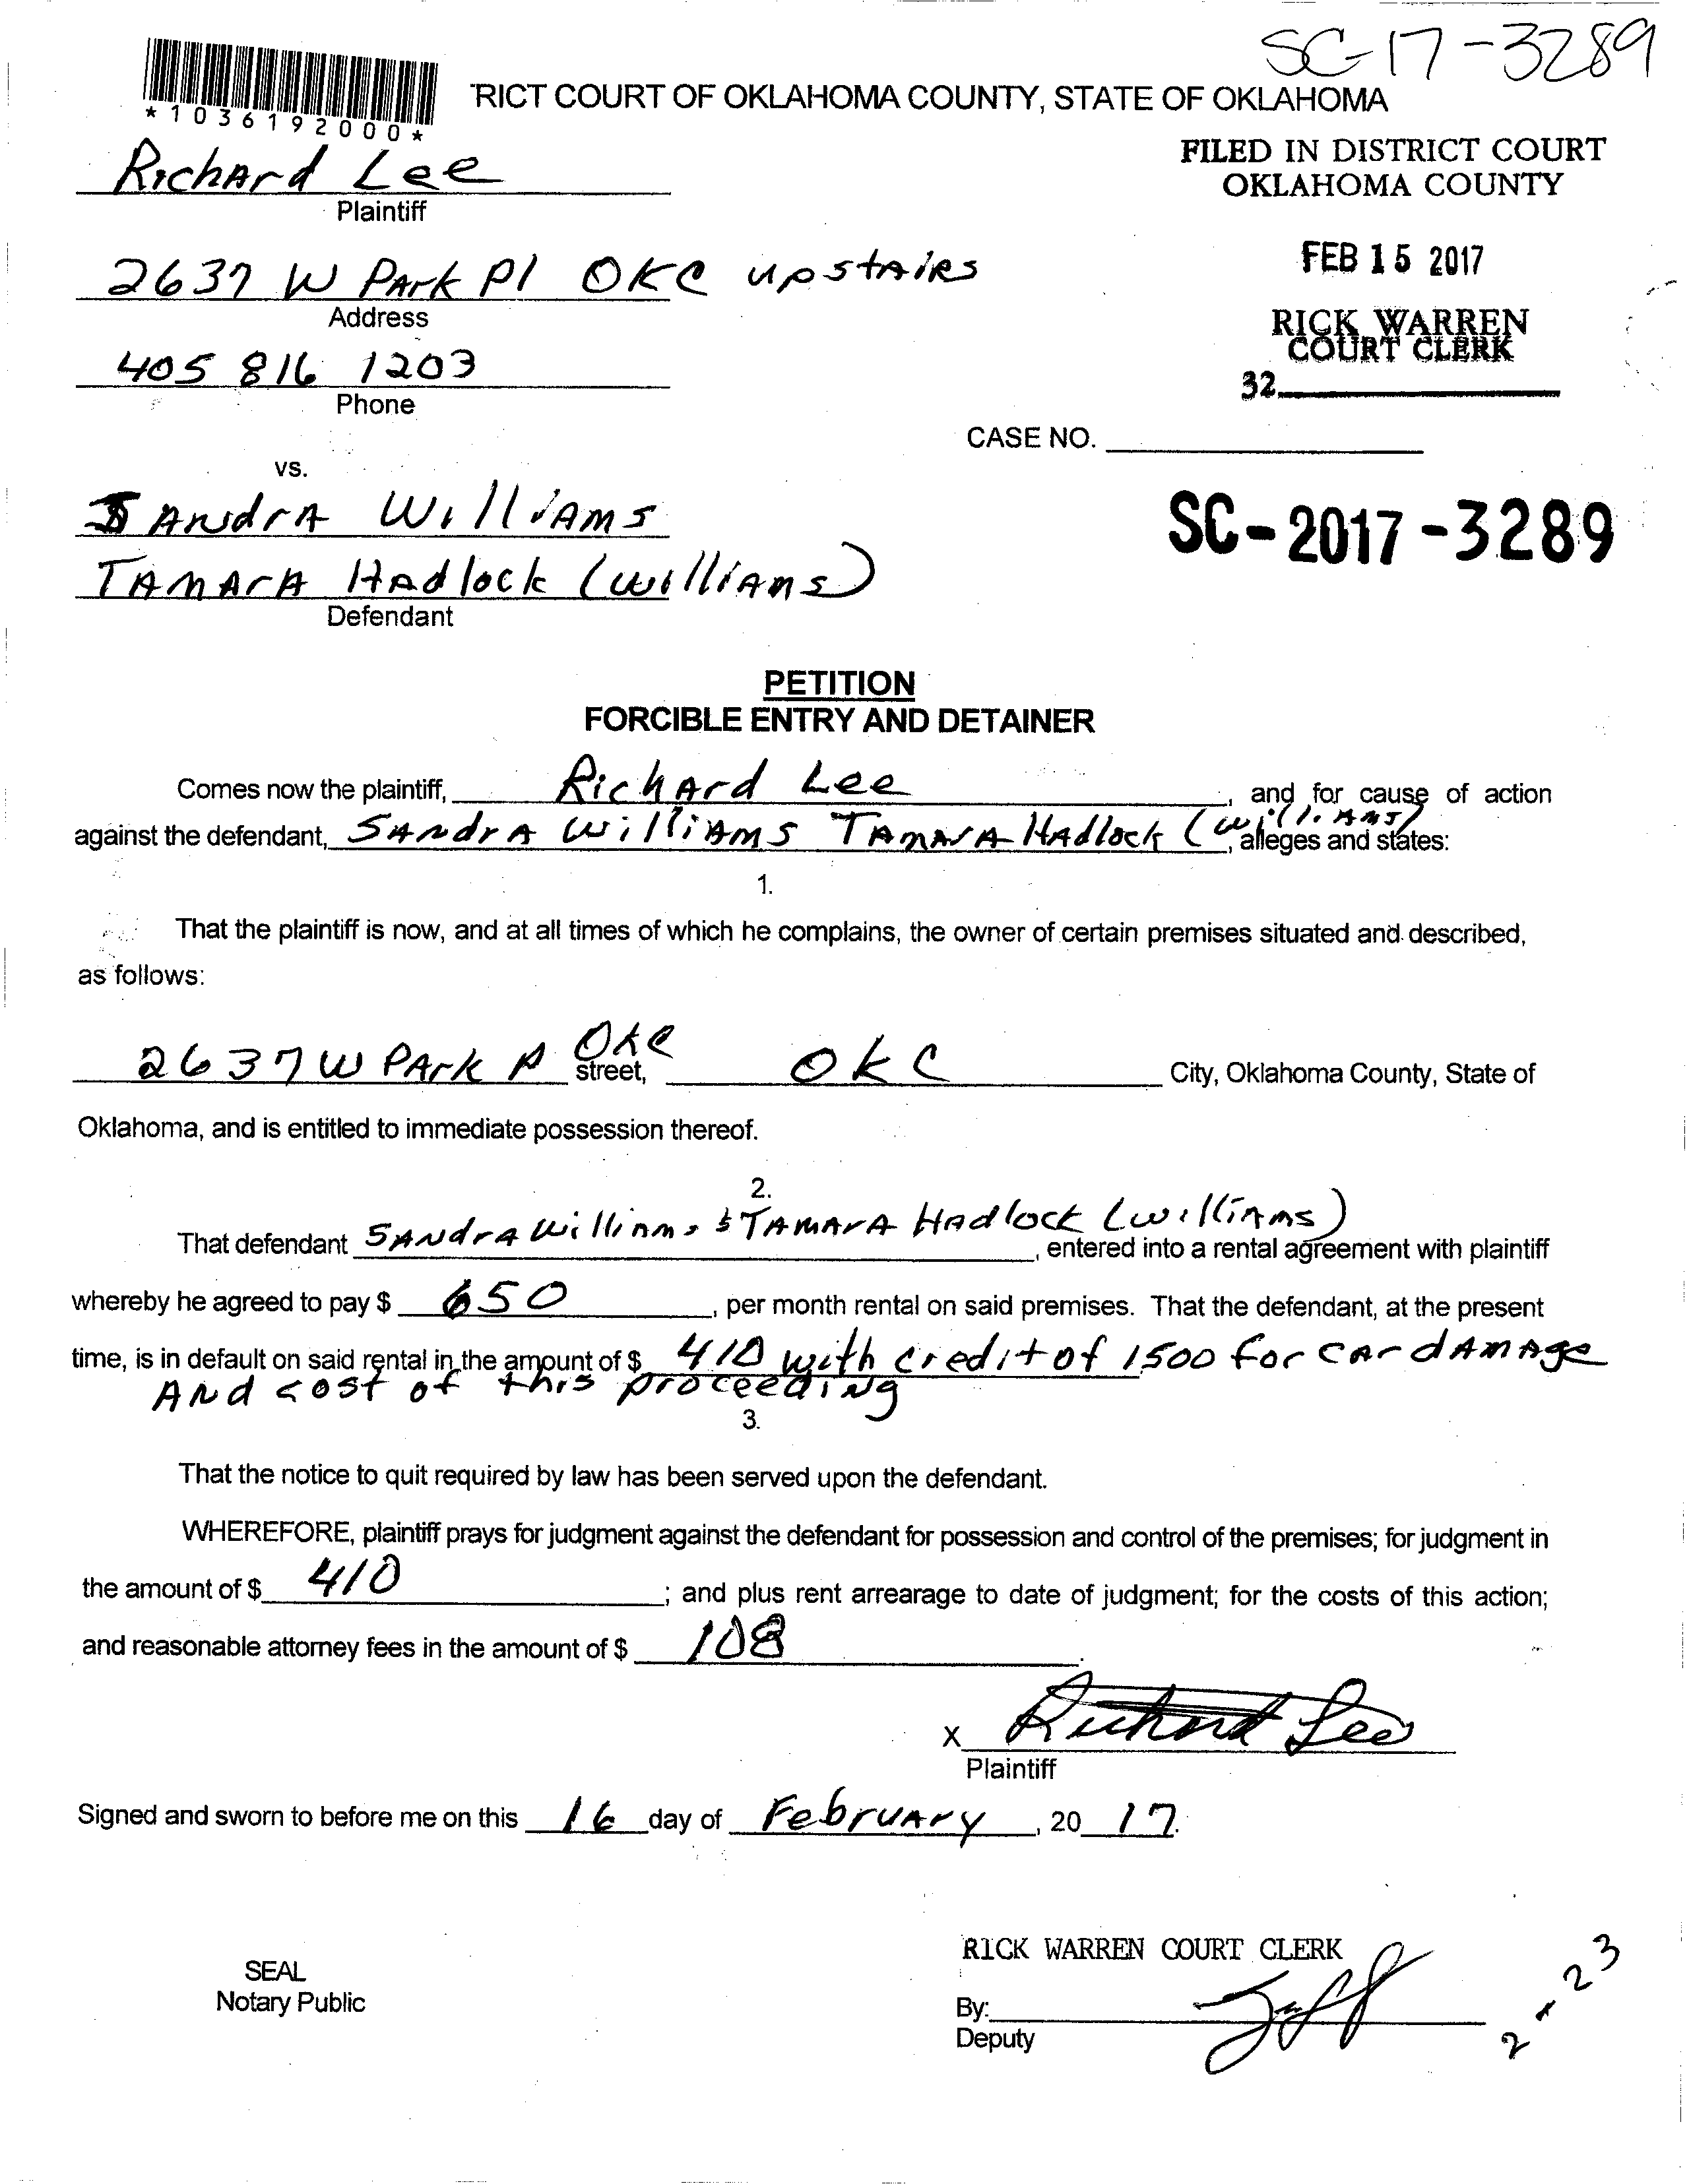 SC-17-3289
*1036192000*
RICT COURT OF OKLAHOMA COUNTY, STATE OF OKLAHOMA
FILED IN DISTRICT COURT
OKLAHOMA COUNTY
Richard Lee
Plaintiff
FEB 15 2017
2637 W Park Pl OKC upstairs
Address
RICK WARREN
COURT CLERK
32
405 816 1203
Phone
CASE NO.
vs.
Sandra Williams
SC-2017-3289
Tamara Hadlock (Williams)
Defendant
PETITION
FORCIBLE ENTRY AND DETAINER
Comes now the plaintiff, Richard Lee, and for cause of action
against the defendant, Sandra Williams Tamara Hadlock (Williams), alleges and states:
1.
That the plaintiff is now, and at all times of which he complains, the owner of certain premises situated and described,
as follows:
2637 W Park Pl OKC street, OKC City, Oklahoma County, State of
Oklahoma, and is entitled to immediate possession thereof.
2.
That defendant Sandra Williams & Tamara Hadlock (Williams), entered into a rental agreement with plaintiff
whereby he agreed to pay $ 650, per month rental on said premises. That the defendant, at the present
time, is in default on said rental in the amount of $ 410 with credit of 1500 for car damage
And cost of this proceeding
3.
That the notice to quit required by law has been served upon the defendant.
WHEREFORE, plaintiff prays for judgment against the defendant for possession and control of the premises; for judgment in
the amount of $ 410; and plus rent arrearage to date of judgment; for the costs of this action;
and reasonable attorney fees in the amount of $ 108.
X Richard Lee
Plaintiff
Signed and sworn to before me on this 16 day of February, 20 17.
RICK WARREN COURT CLERK
SEAL
Notary Public
By:
Deputy
2-23